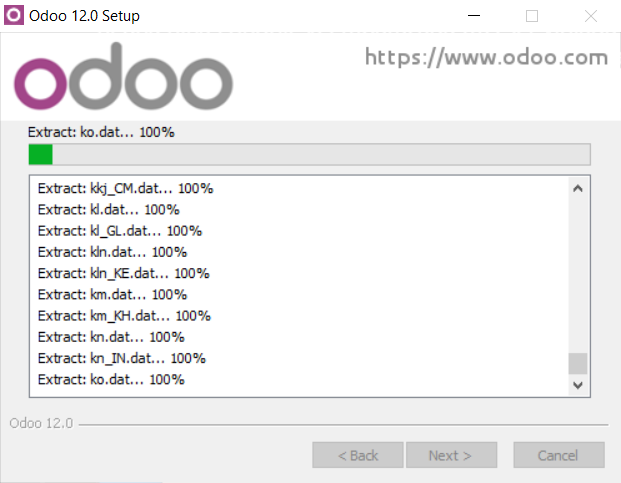 Odoo 12.0 Setup
odoo
https://www.odoo.com
Extract: ko.dat... 100%
Extract: kkj_CM.dat... 100%
Extract: kl.dat... 100%
Extract: kl_GL.dat... 100%
Extract: kln.dat... 100%
Extract: kln_KE.dat... 100%
Extract: km.dat... 100%
Extract: km_KH.dat... 100%
Extract: kn.dat... 100%
Extract: kn_IN.dat... 100%
Extract: ko.dat... 100%
Odoo 12.0
< Back
Next >
Cancel